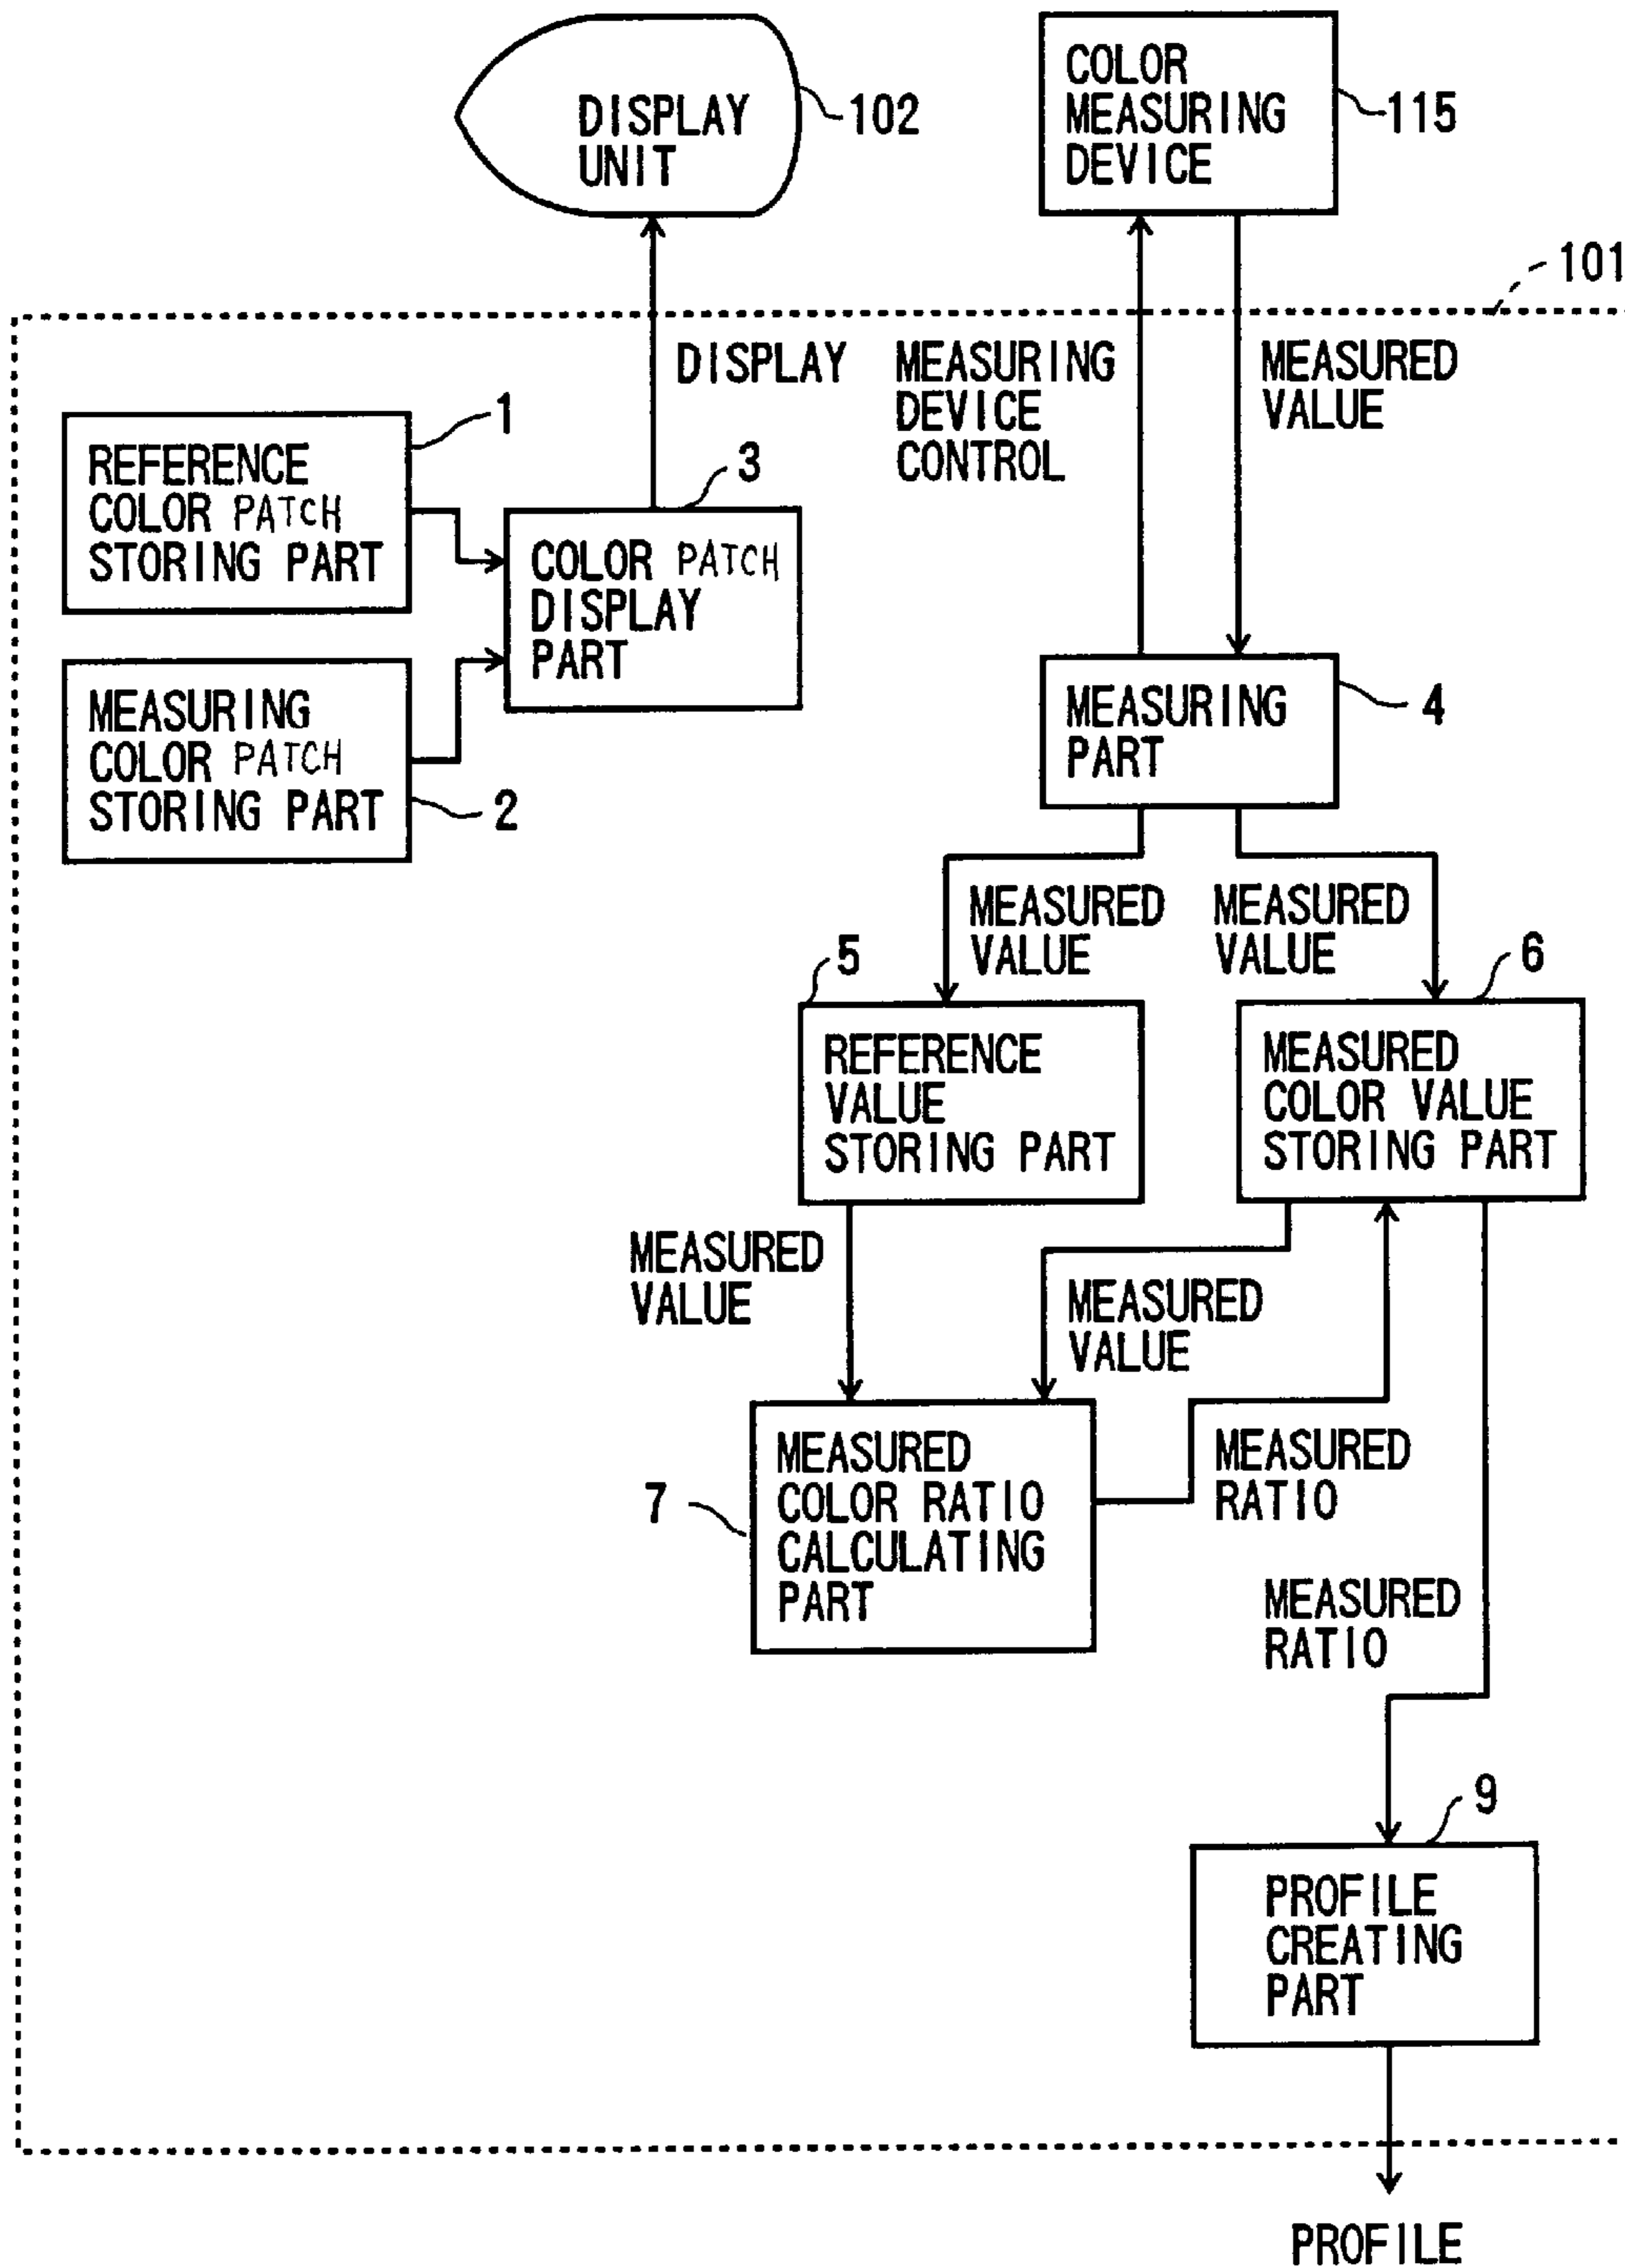 DISPLAY
UNIT
102
COLOR
MEASURING
DEVICE
115
101
DISPLAY
MEASURING
DEVICE
CONTROL
MEASURED
VALUE
1
REFERENCE
COLOR PATCH
STORING PART
3
COLOR PATCH
DISPLAY
PART
MEASURING
COLOR PATCH
STORING PART
2
MEASURING
PART
4
MEASURED
VALUE
MEASURED
VALUE
5
REFERENCE
VALUE
STORING PART
6
MEASURED
COLOR VALUE
STORING PART
MEASURED
VALUE
MEASURED
VALUE
7
MEASURED
COLOR RATIO
CALCULATING
PART
MEASURED
RATIO
MEASURED
RATIO
9
PROFILE
CREATING
PART
PROFILE